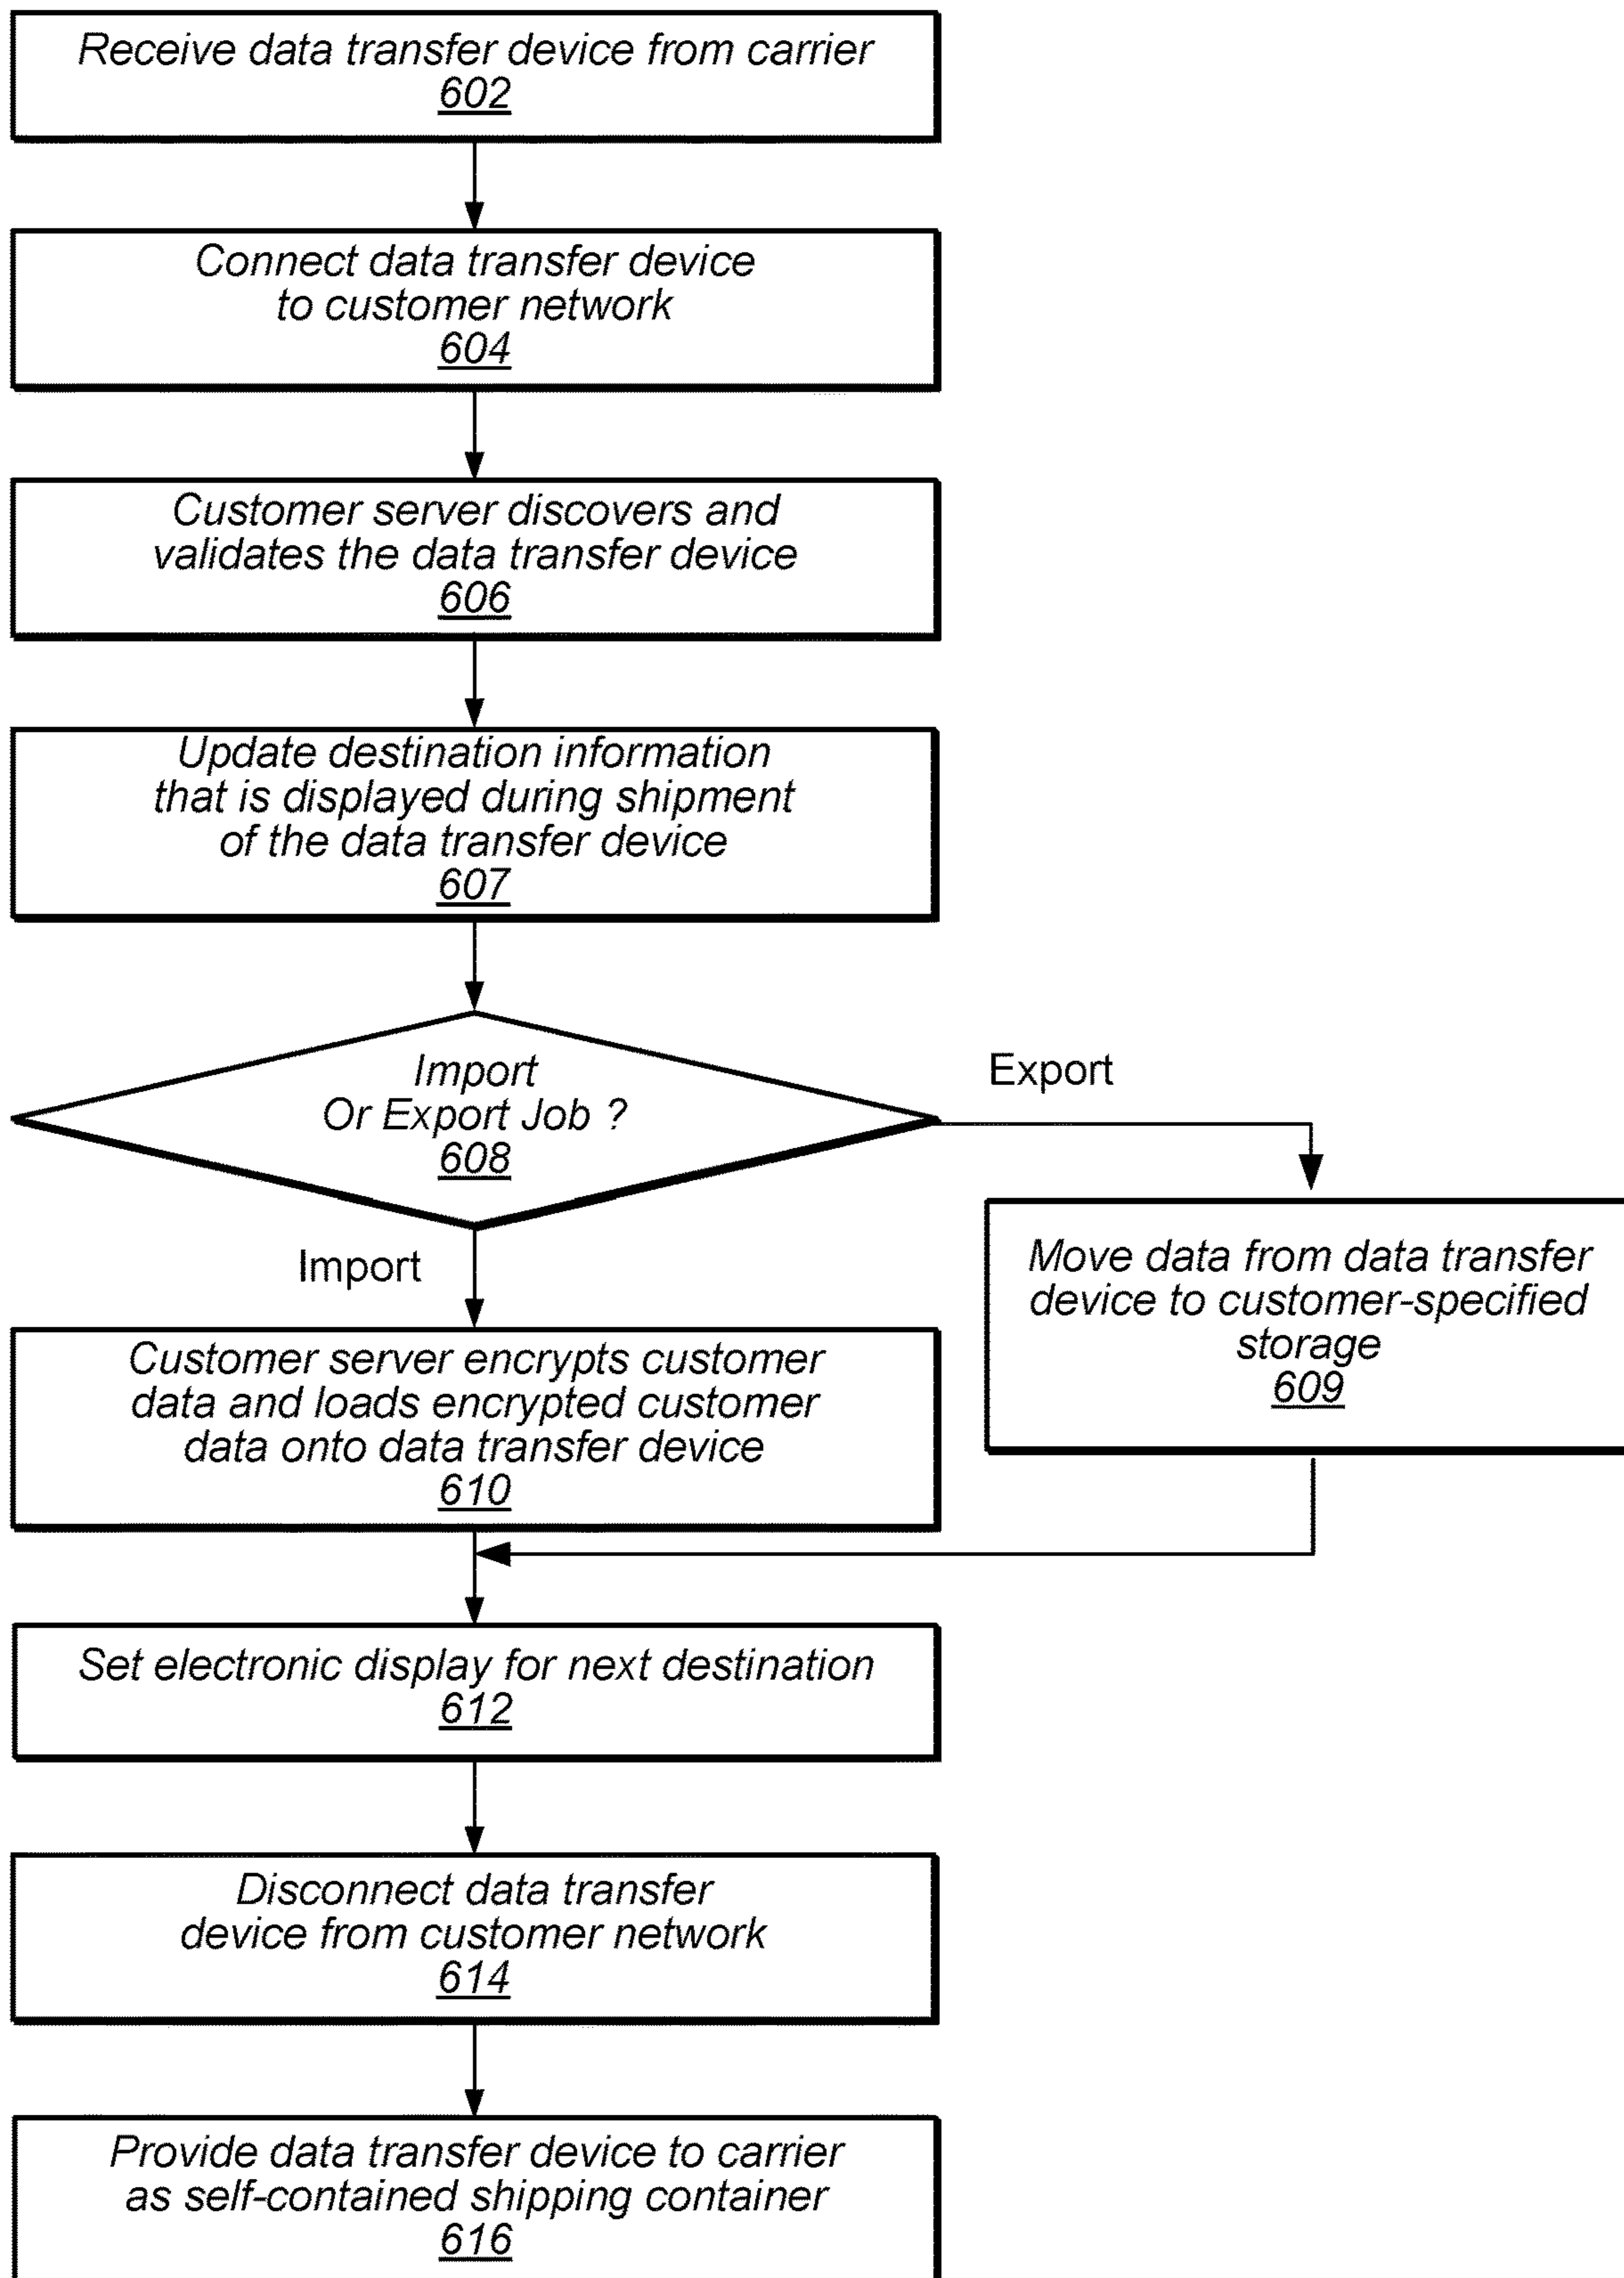 Receive data transfer device from carrier
602
Connect data transfer device
to customer network
604
Customer server discovers and
validates the data transfer device
606
Update destination information
that is displayed during shipment
of the data transfer device
607
Import
Or Export Job ?
608
Export
Import
Move data from data transfer
device to customer-specified
storage
609
Customer server encrypts customer
data and loads encrypted customer
data onto data transfer device
610
Set electronic display for next destination
612
Disconnect data transfer
device from customer network
614
Provide data transfer device to carrier
as self-contained shipping container
616